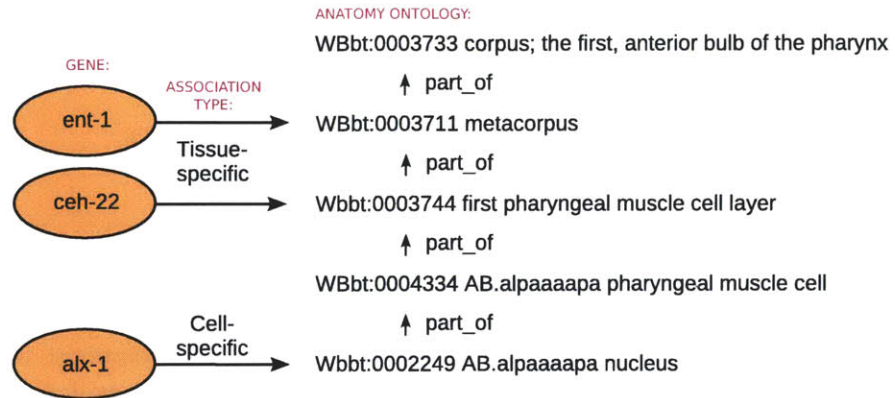 ANATOMY ONTOLOGY:
WBbt:0003733 corpus; the first, anterior bulb of the pharynx
GENE:
part_of
ASSOCIATION
TYPE:
ent-1
WBbt:0003711 metacorpus
Tissue-
specific
part_of
ceh-22
Wbbt:0003744 first pharyngeal muscle cell layer
part_of
WBbt:0004334 AB.alpaaaapa pharyngeal muscle cell
Cell-
specific
part_of
alx-1
Wbbt:0002249 AB.alpaaaapa nucleus